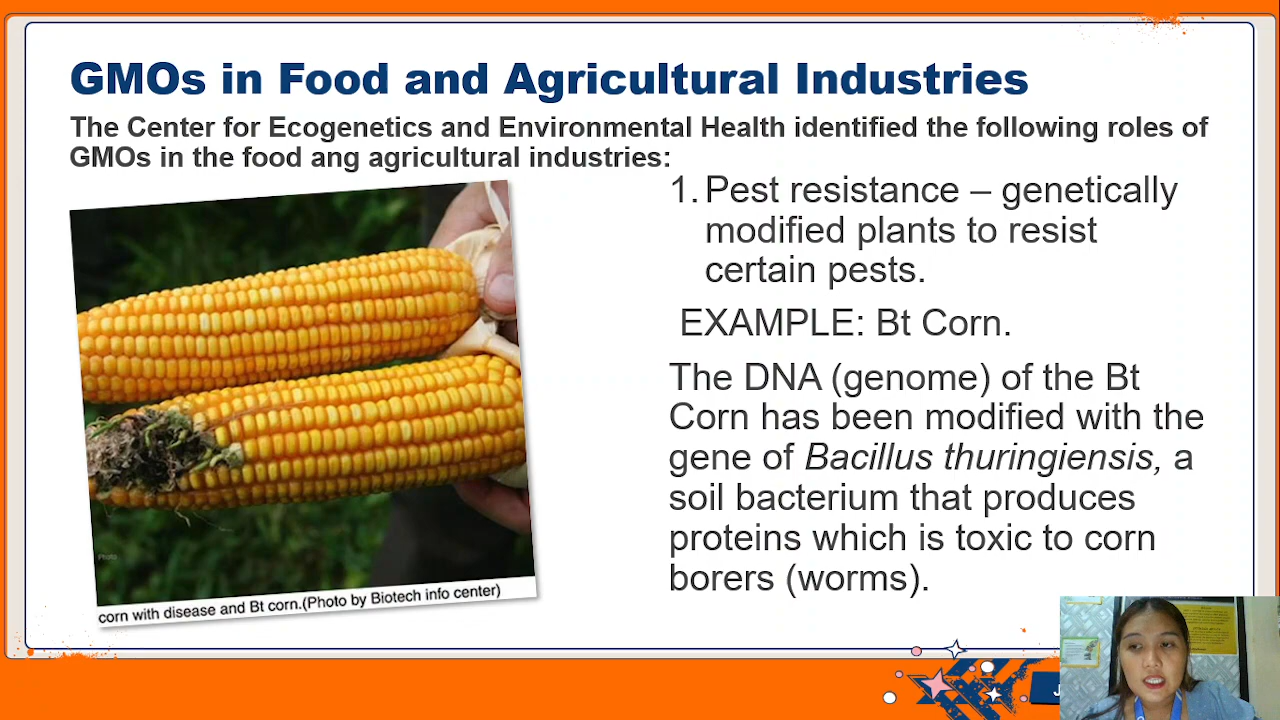 GMOs in Food and Agricultural Industries
The Center for Ecogenetics and Environmental Health identified the following roles of
GMOs in the food ang agricultural industries:
1. Pest resistance – genetically
modified plants to resist
certain pests.
EXAMPLE: Bt Corn.
The DNA (genome) of the Bt
Corn has been modified with the
gene of Bacillus thuringiensis, a
soil bacterium that produces
proteins which is toxic to corn
borers (worms).
Photo
corn with disease and Bt corn.(Photo by Biotech info center)
J